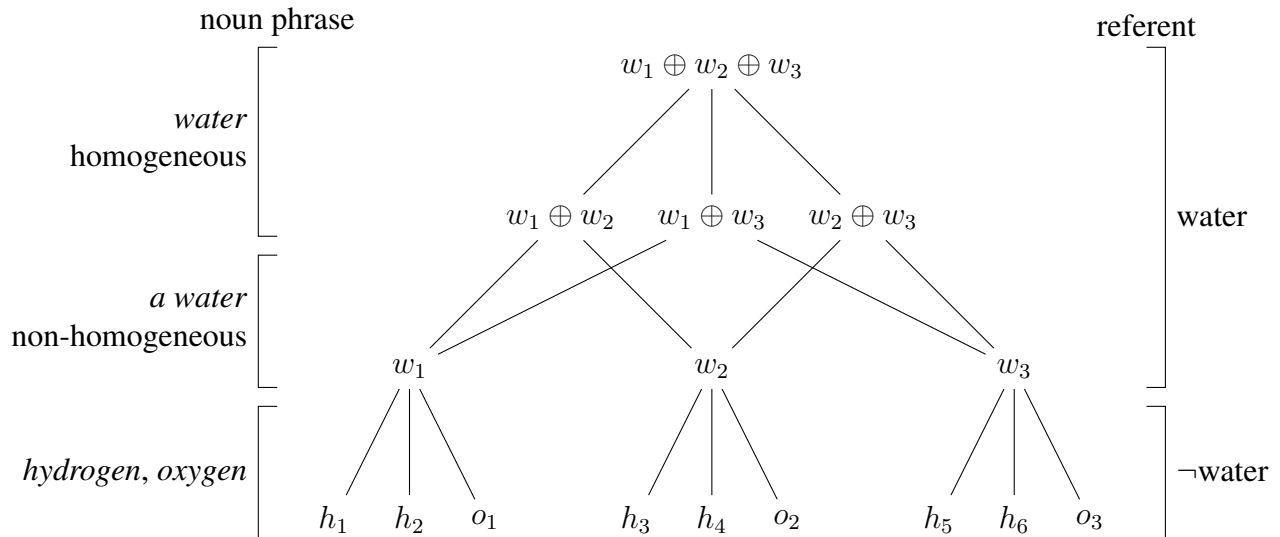 noun phrase
referent
w₁ ⊕ w₂ ⊕ w₃
water
homogeneous
w₁ ⊕ w₂ w₁ ⊕ w₃ w₂ ⊕ w₃
water
a water
non-homogeneous
w₁ w₂ w₃
hydrogen, oxygen
¬water
h₁ h₂ o₁ h₃ h₄ o₂ h₅ h₆ o₃